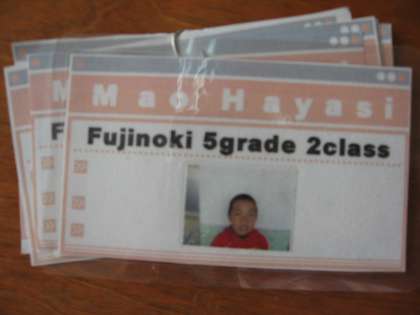 Mao Hayasi
Fujinoki 5grade 2class